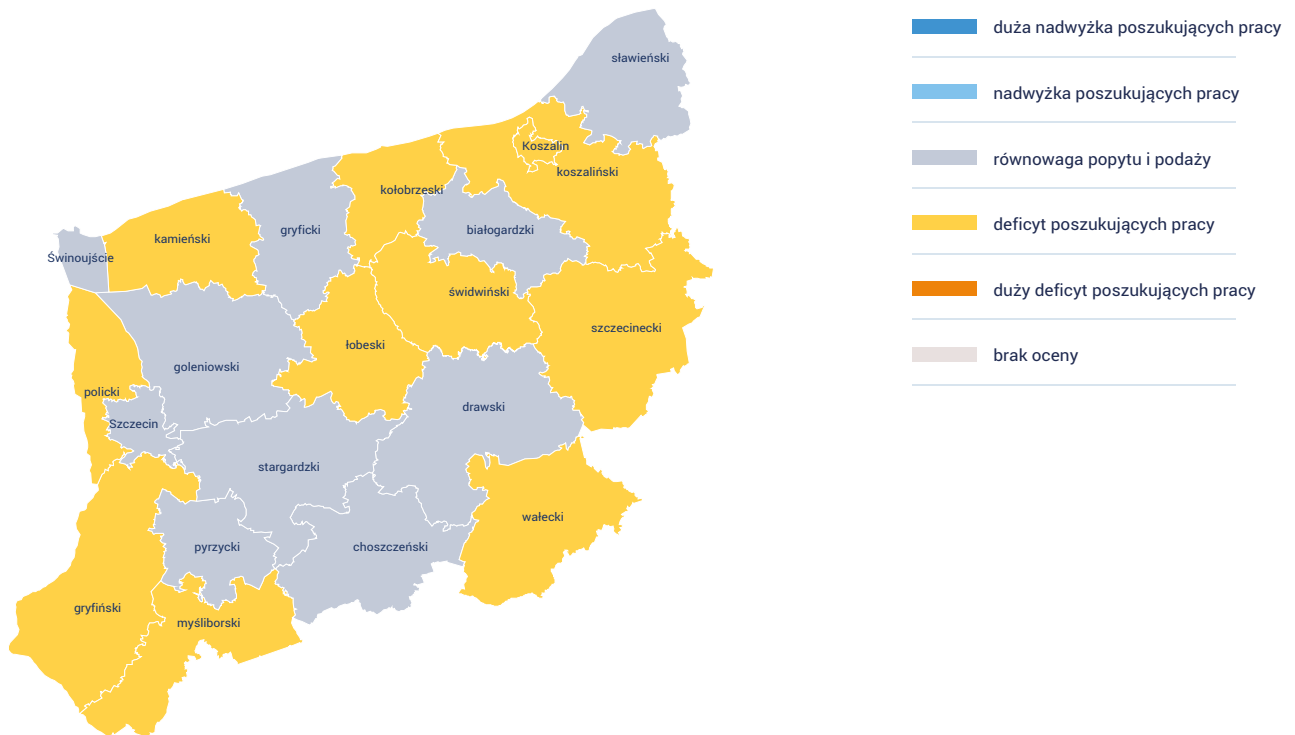 sławieński
Koszalin
koszaliński
kołobrzeski
gryficki
białogardzki
kamieński
Świnoujście
świdwiński
szczecinecki
łobeski
goleniowski
policki
drawski
Szczecin
stargardzki
wałecki
pyrzycki
choszczeński
gryfiński
myśliborski
duża nadwyżka poszukujących pracy
nadwyżka poszukujących pracy
równowaga popytu i podaży
deficyt poszukujących pracy
duży deficyt poszukujących pracy
brak oceny